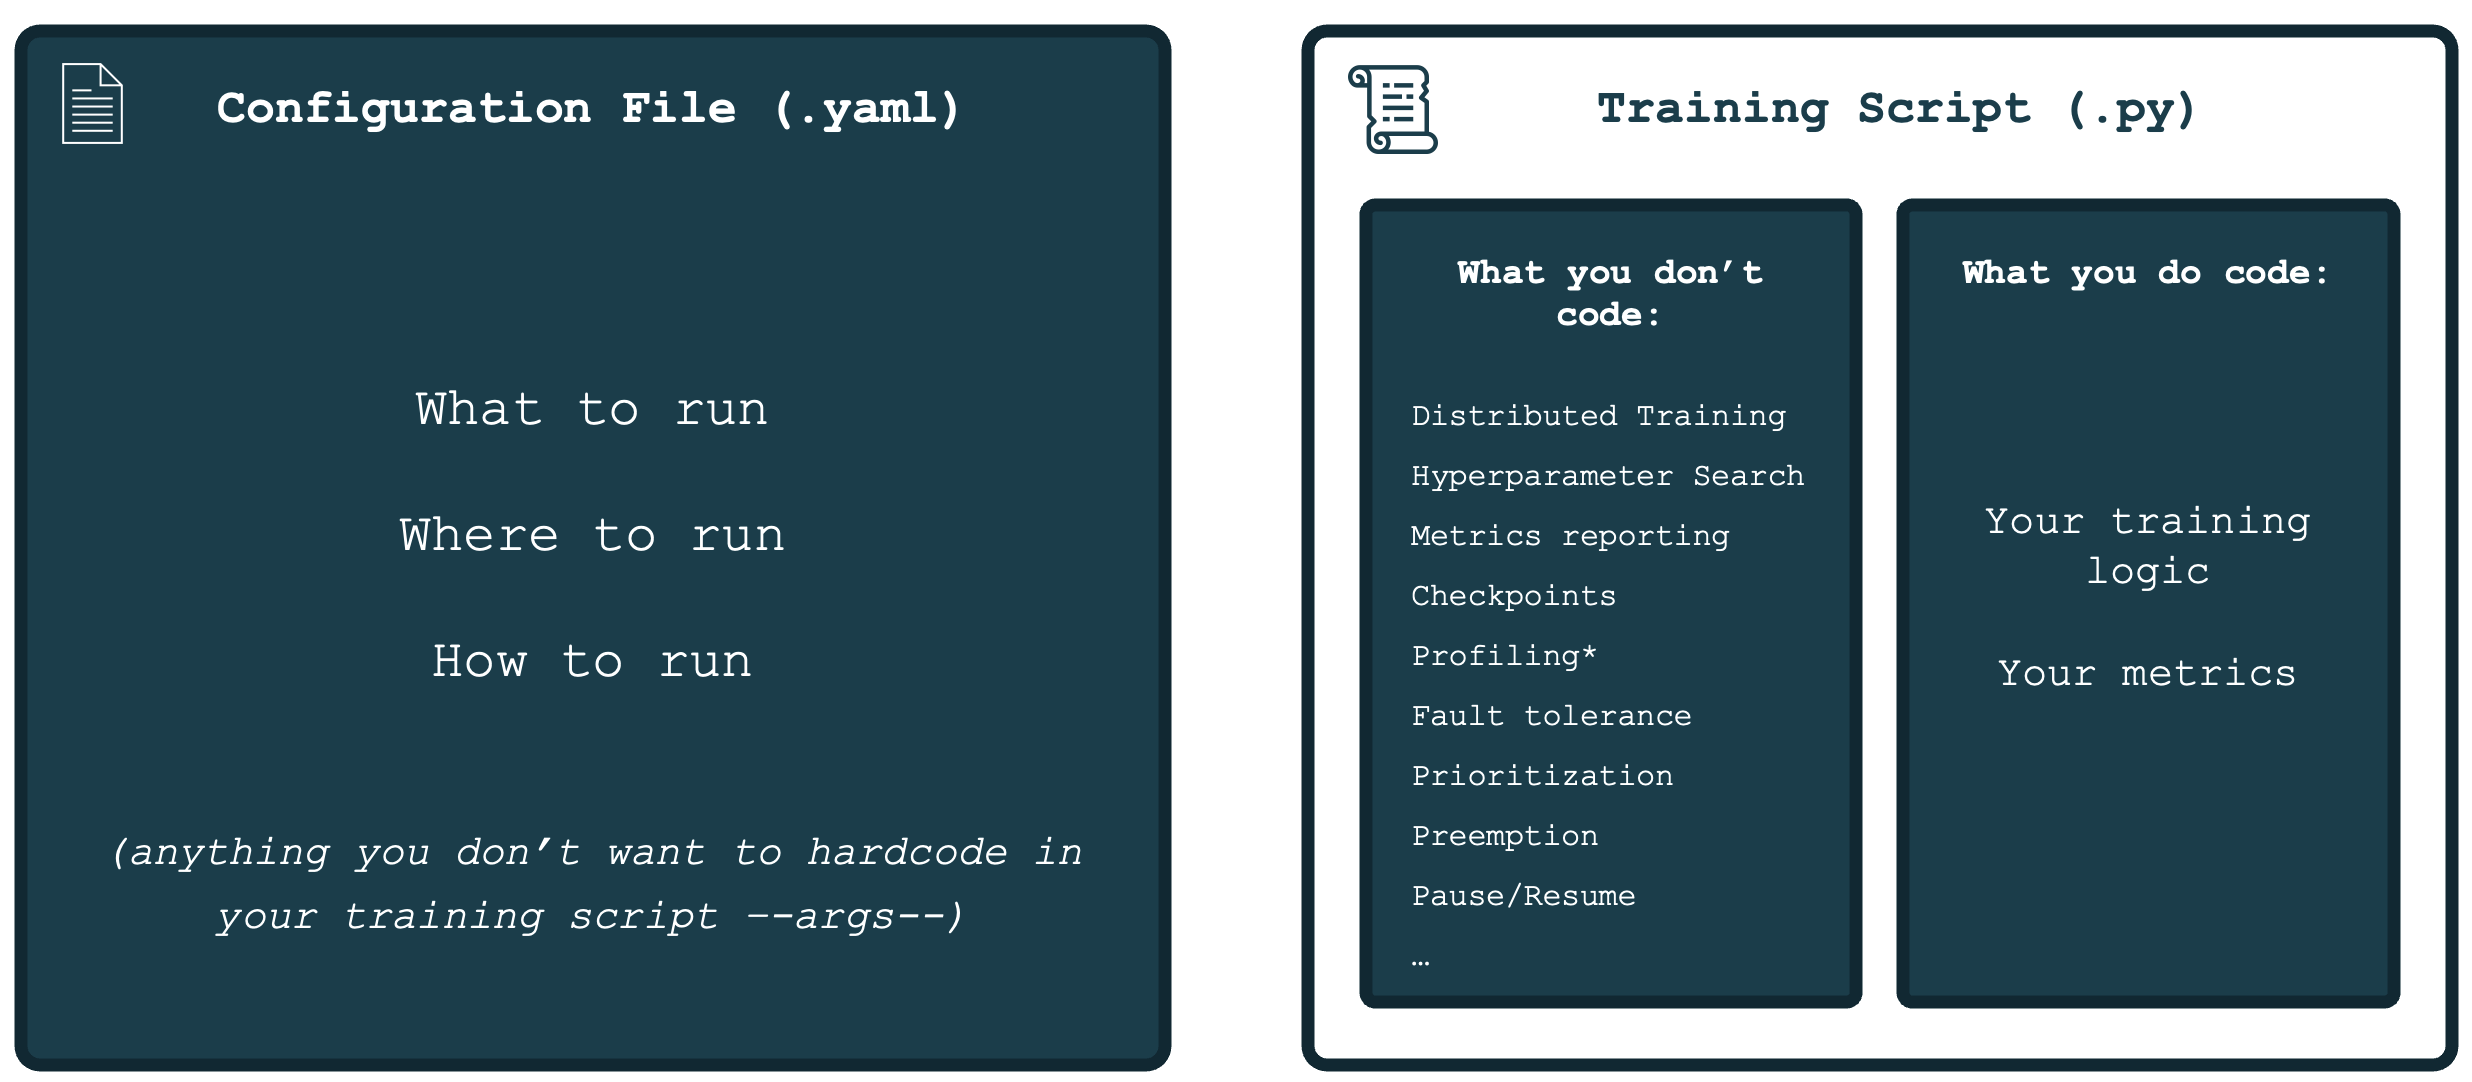 Configuration File (.yaml)
What to run
Where to run
How to run
(anything you don’t want to hardcode in
your training script --args--)
Training Script (.py)
What you don’t
code:
Distributed Training
Hyperparameter Search
Metrics reporting
Checkpoints
Profiling*
Fault tolerance
Prioritization
Preemption
Pause/Resume
…
What you do code:
Your training
logic
Your metrics